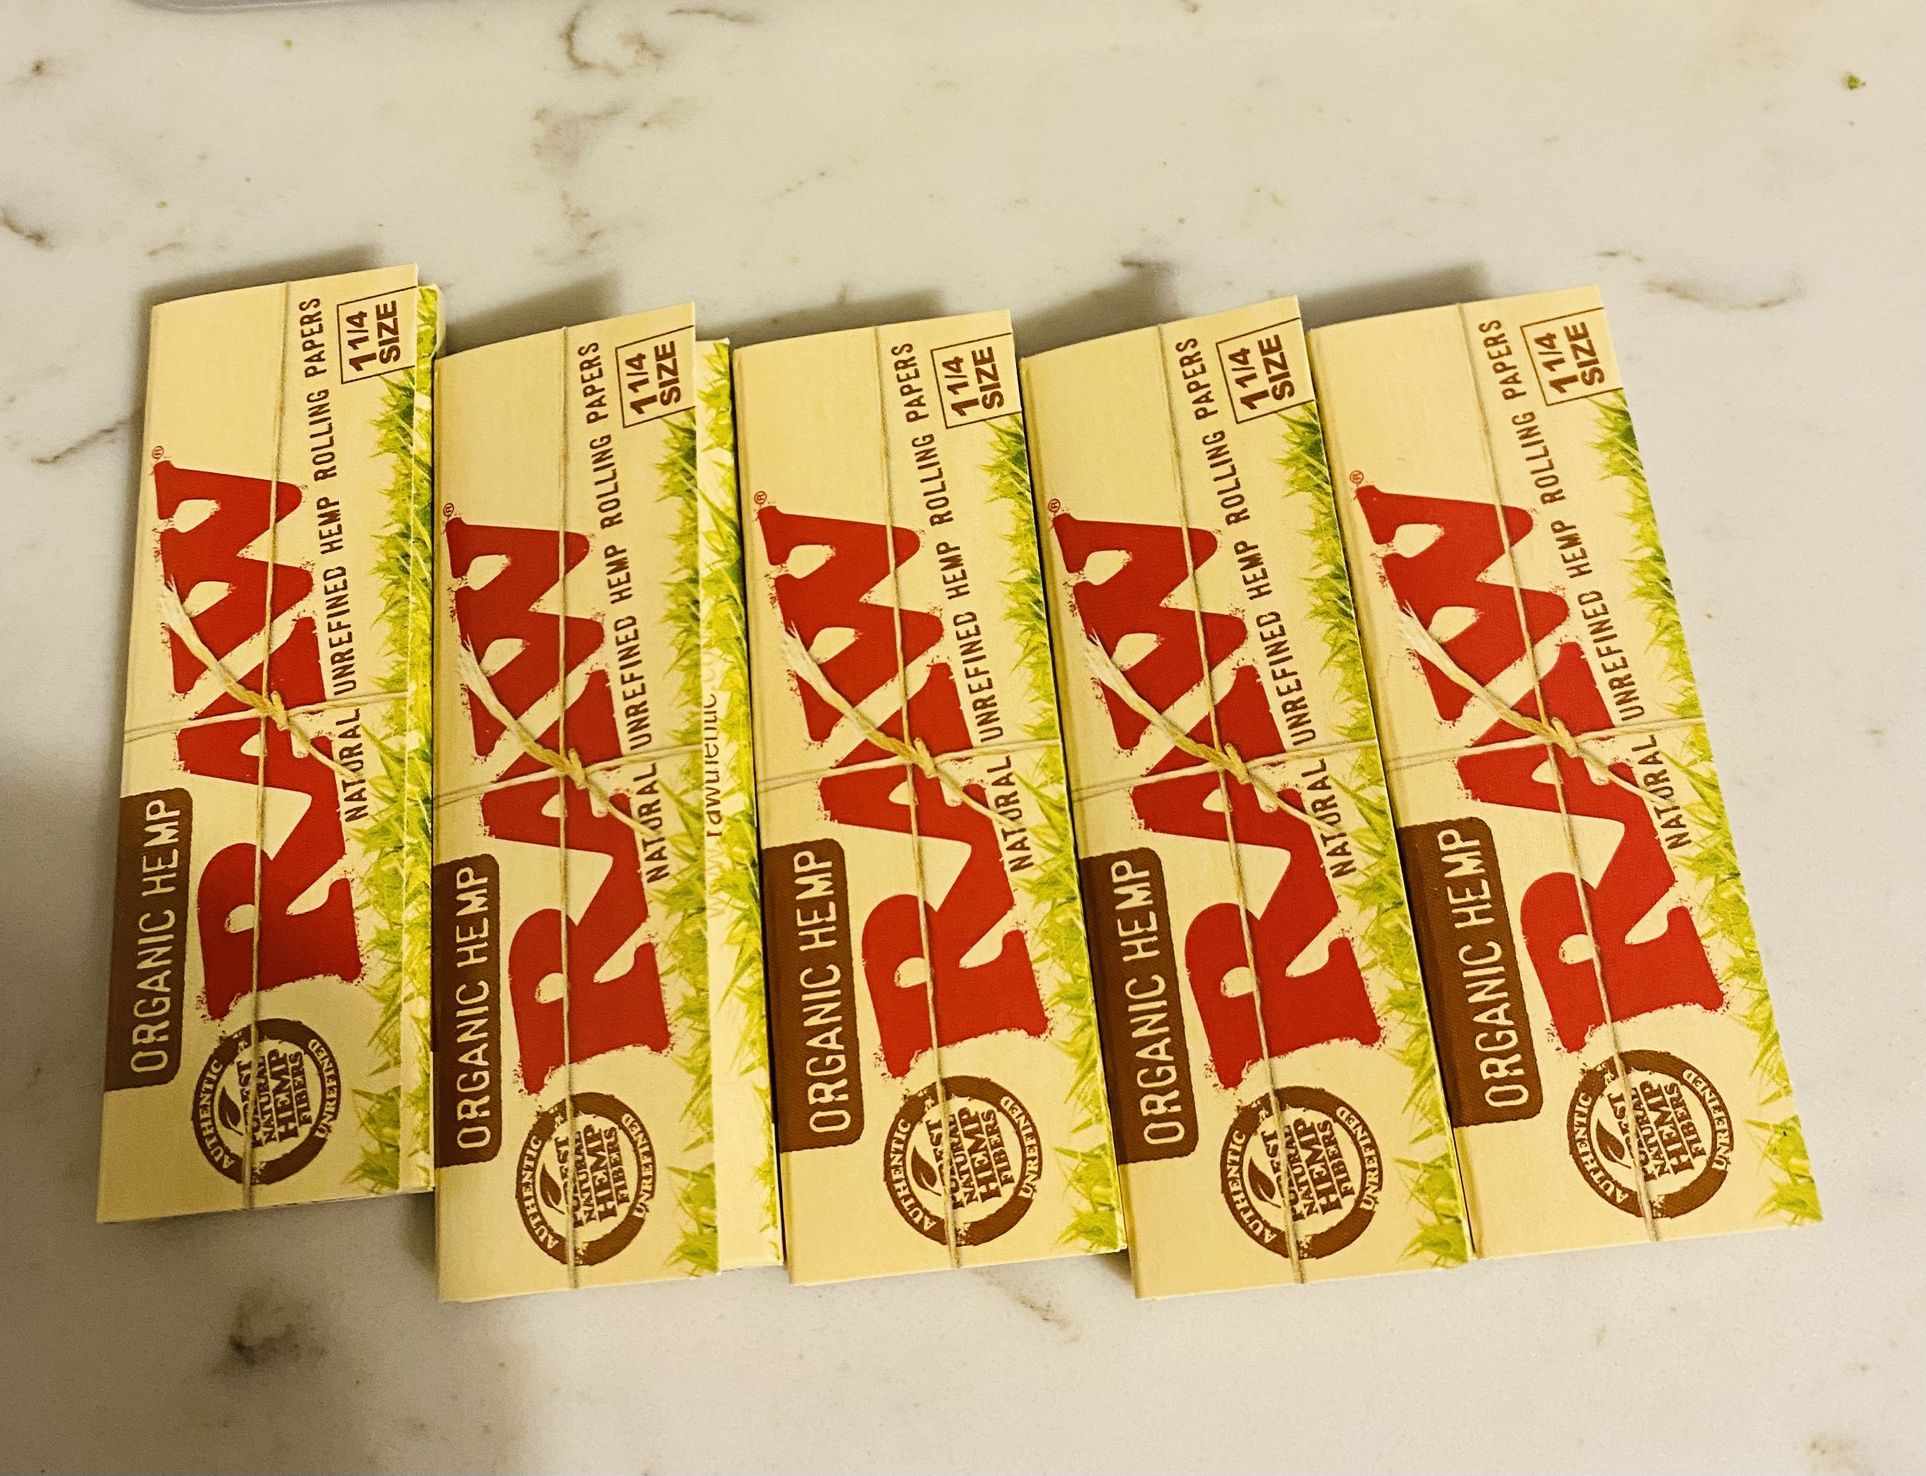 RAW®
NATURAL UNREFINED HEMP ROLLING PAPERS
1 1/4
SIZE
ORGANIC HEMP
AUTHENTIC
PUREST
NATURAL
HEMP
FIBERS
UNREFINED
RAW®
NATURAL UNREFINED HEMP ROLLING PAPERS
1 1/4
SIZE
ORGANIC HEMP
AUTHENTIC
PUREST
NATURAL
HEMP
FIBERS
UNREFINED
RAW®
NATURAL UNREFINED HEMP ROLLING PAPERS
1 1/4
SIZE
ORGANIC HEMP
AUTHENTIC
PUREST
NATURAL
HEMP
FIBERS
UNREFINED
RAW®
NATURAL UNREFINED HEMP ROLLING PAPERS
1 1/4
SIZE
ORGANIC HEMP
AUTHENTIC
PUREST
NATURAL
HEMP
FIBERS
UNREFINED
RAW®
NATURAL UNREFINED HEMP ROLLING PAPERS
1 1/4
SIZE
ORGANIC HEMP
AUTHENTIC
PUREST
NATURAL
HEMP
FIBERS
UNREFINED